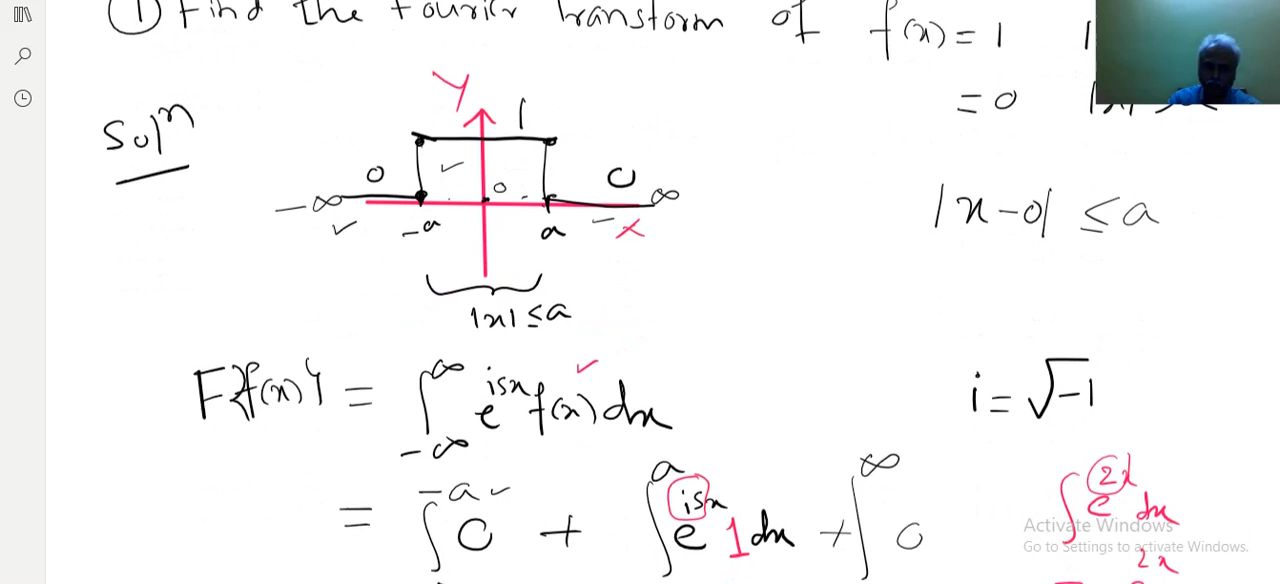 ① Find the Fourier transform of f(x) = 1
= 0
Soln
Y
1
0 0 0
-∞ ∞
-a a X
|x| ≤ a
|x-0| ≤ a
F{f(x)} = ∫_{-∞}^{∞} e^{isx} f(x) dx
i = √-1
= ∫^{-a} 0 + ∫^{a} e^{isx} 1 dx + ∫^{∞} 0
∫ e^{2x} dx
2x
Activate Windows
Go to Settings to activate Windows.